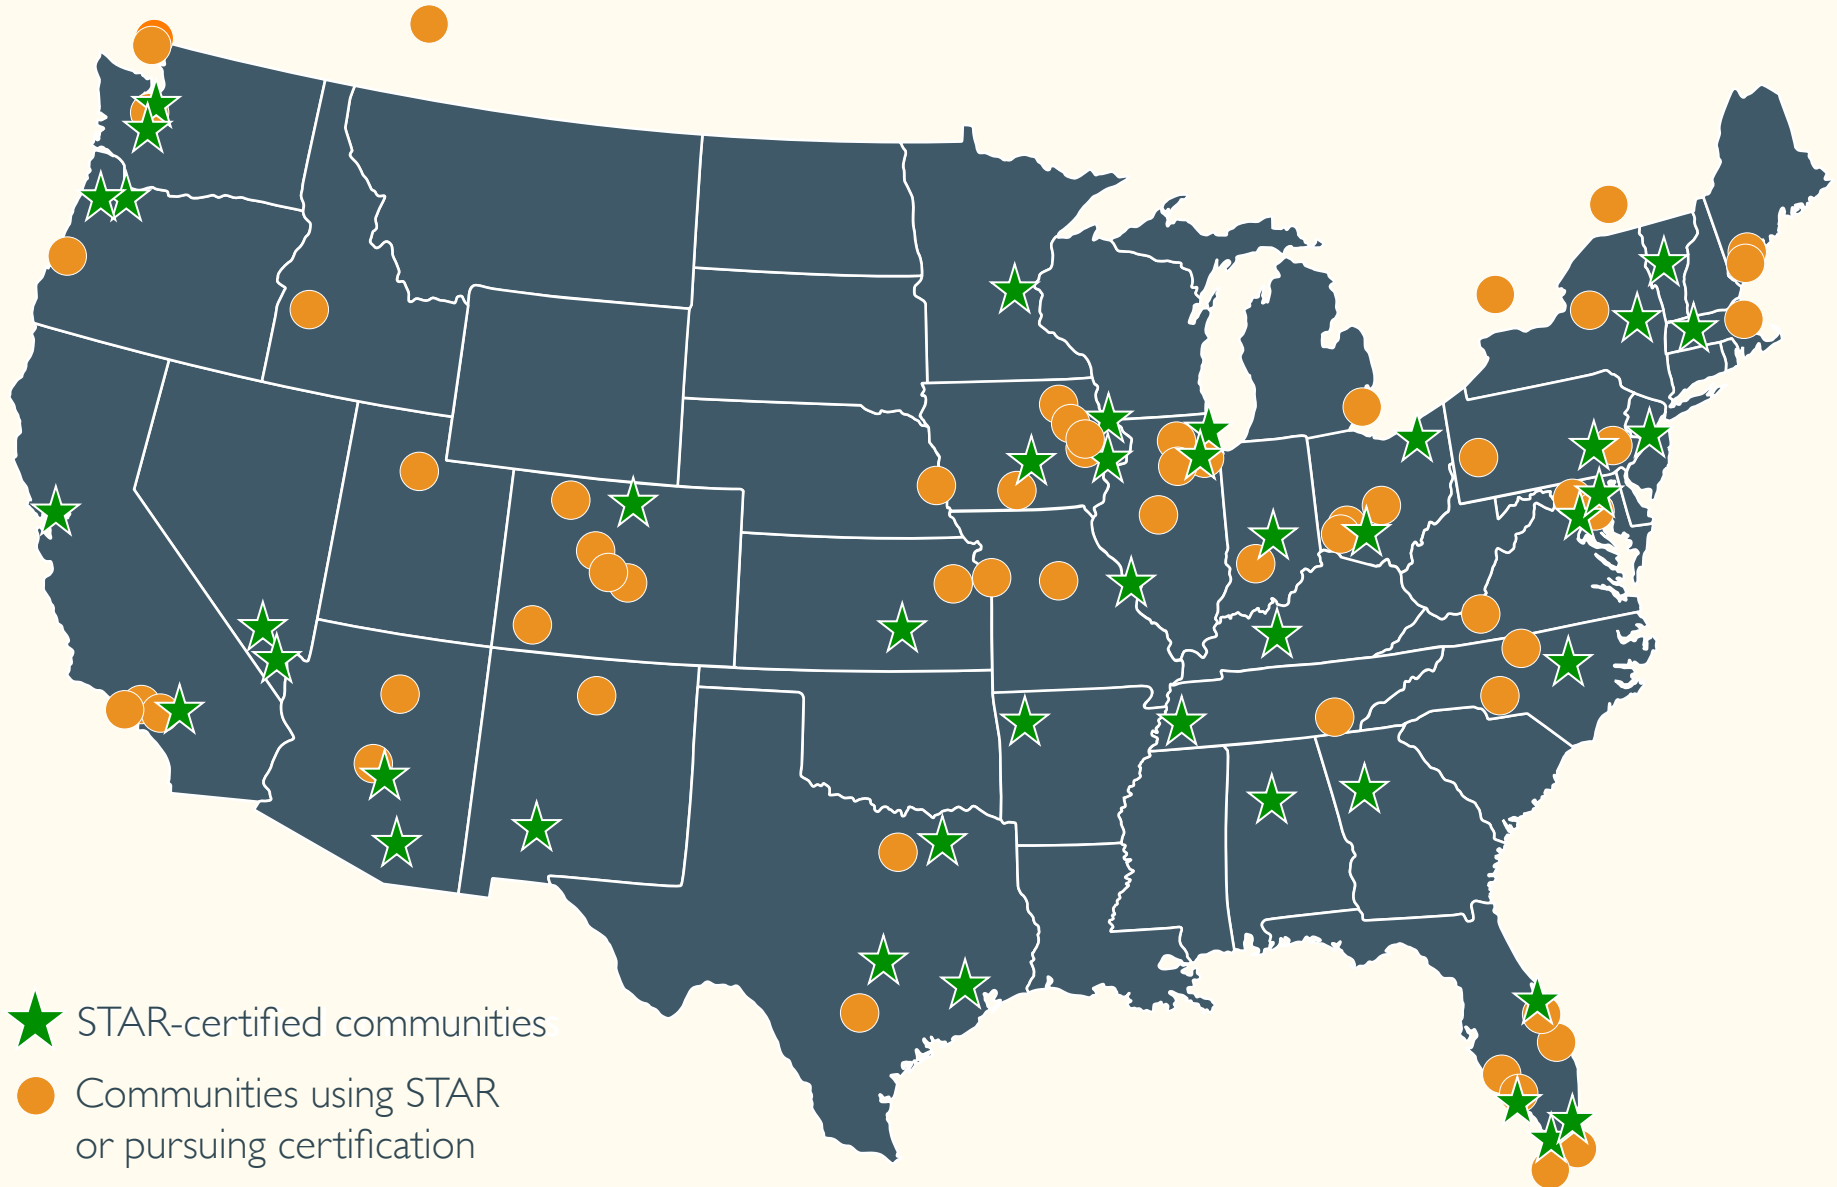 STAR-certified communities
Communities using STAR
or pursuing certification